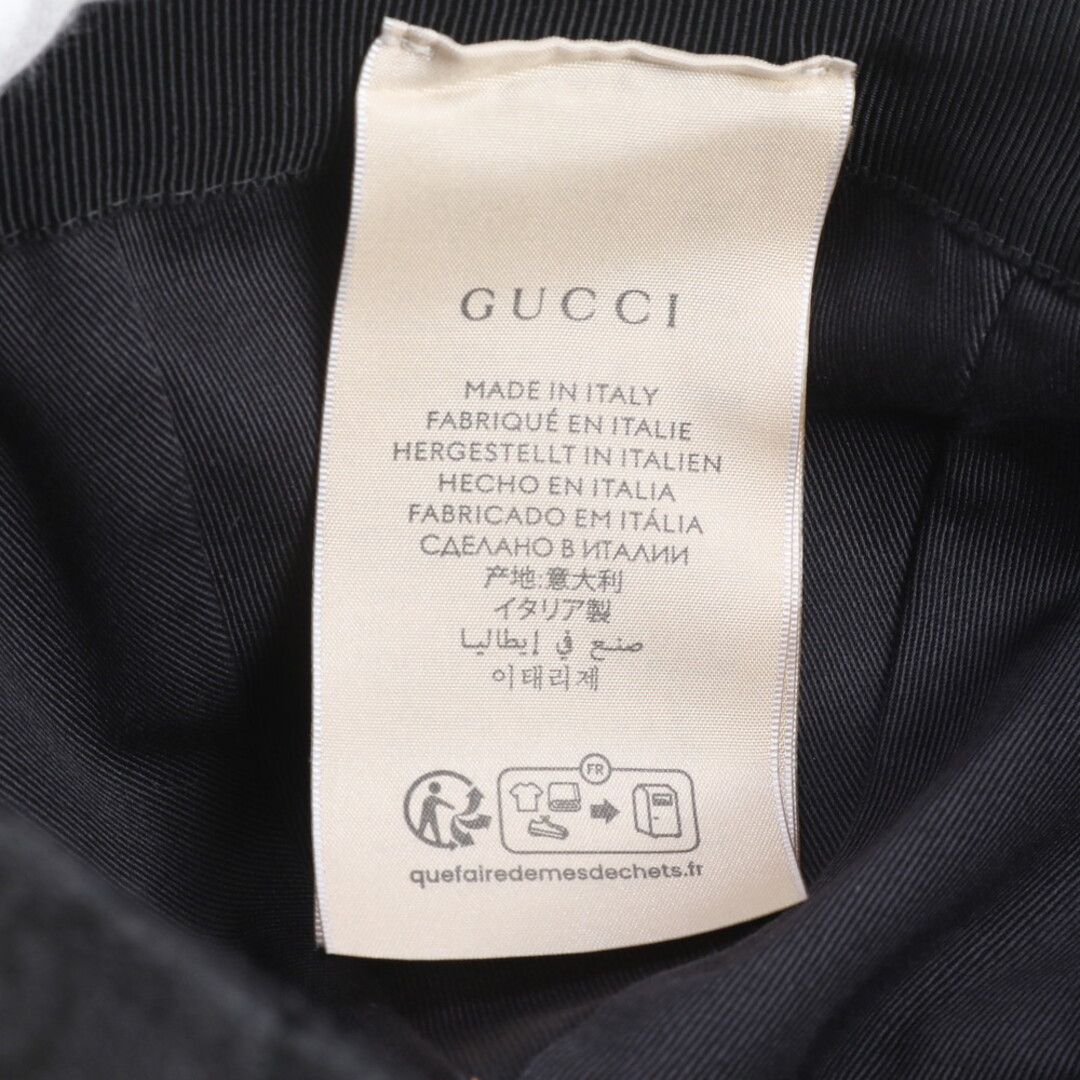 GUCCI
MADE IN ITALY
FABRIQUÉ EN ITALIE
HERGESTELLT IN ITALIEN
HECHO EN ITALIA
FABRICADO EM ITÁLIA
СДЕЛАНО В ИТАЛИИ
产地:意大利
イタリア製
صنع في إيطاليا
이태리제
FR
quefairedemesdechets.fr